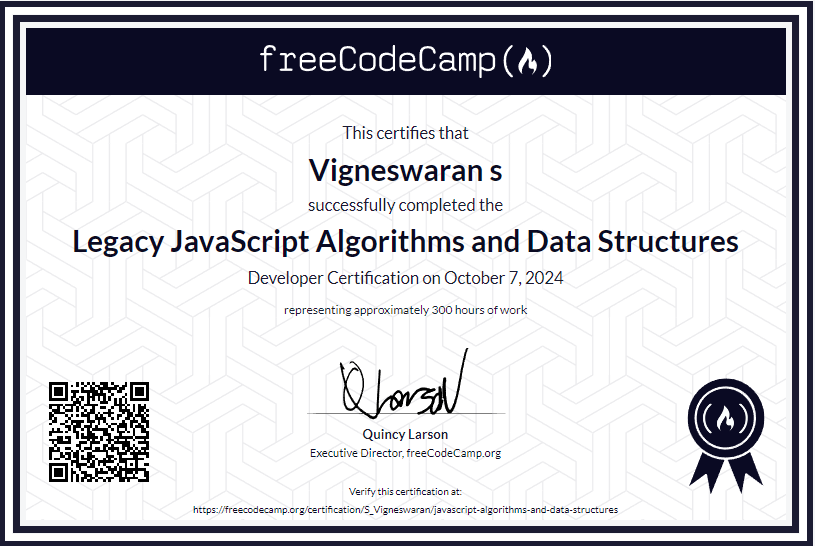 freeCodeCamp
This certifies that
Vigneswaran s
successfully completed the
Legacy JavaScript Algorithms and Data Structures
Developer Certification on October 7, 2024
representing approximately 300 hours of work
QLarson
Quincy Larson
Executive Director, freeCodeCamp.org
Verify this certification at:
https://freecodecamp.org/certification/S_Vigneswaran/javascript-algorithms-and-data-structures